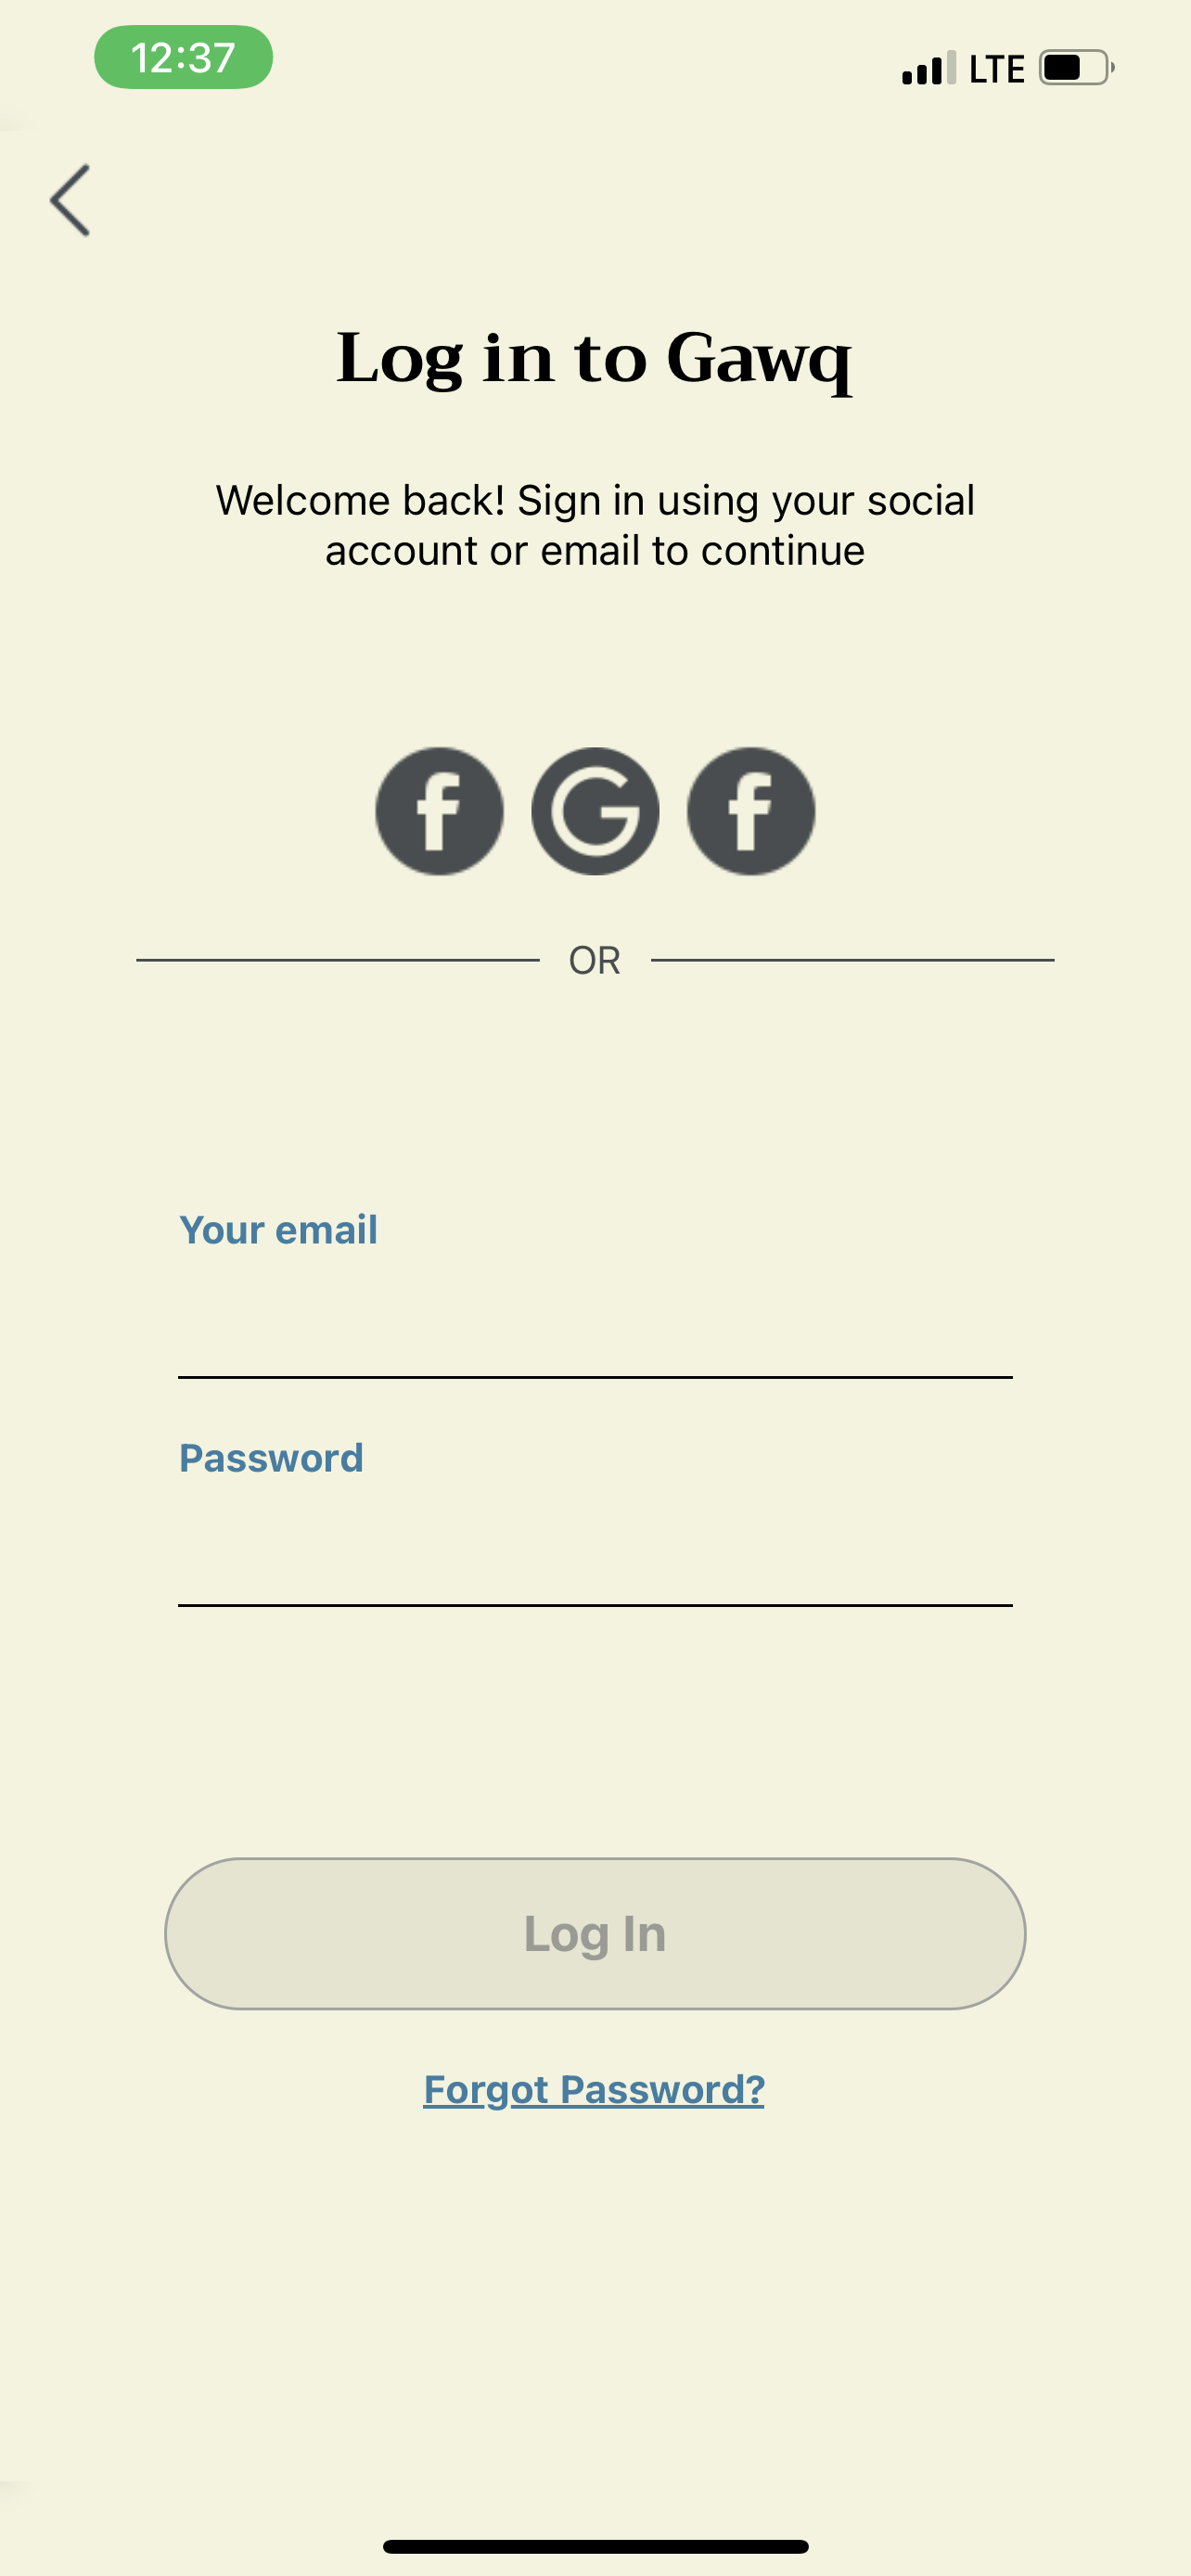 12:37
LTE
Log in to Gawq
Welcome back! Sign in using your social
account or email to continue
f G f
OR
Your email
Password
Log In
Forgot Password?